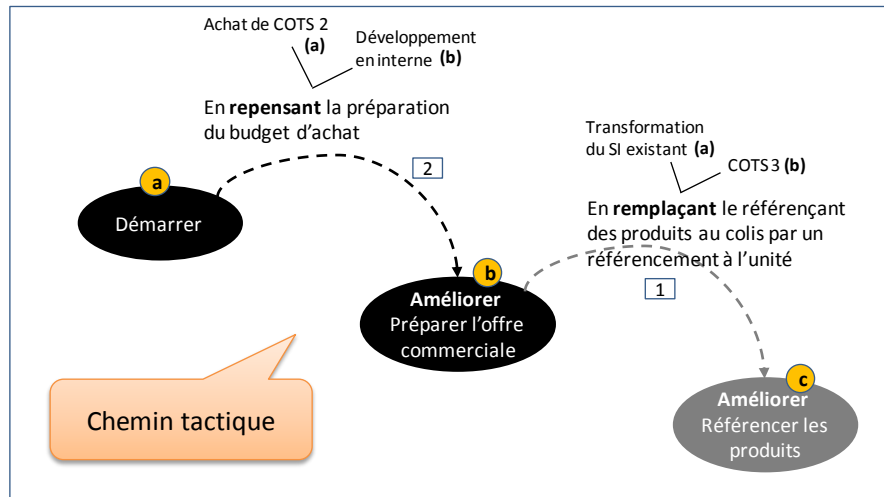 Achat de COTS 2
(a)
Développement
en interne (b)
En repensant la préparation
du budget d'achat
2
a
Démarrer
Transformation
du SI existant (a)
COTS 3 (b)
En remplaçant le référençant
des produits au colis par un
référencement à l'unité
1
b
Améliorer
Préparer l'offre
commerciale
c
Améliorer
Référencer les
produits
Chemin tactique